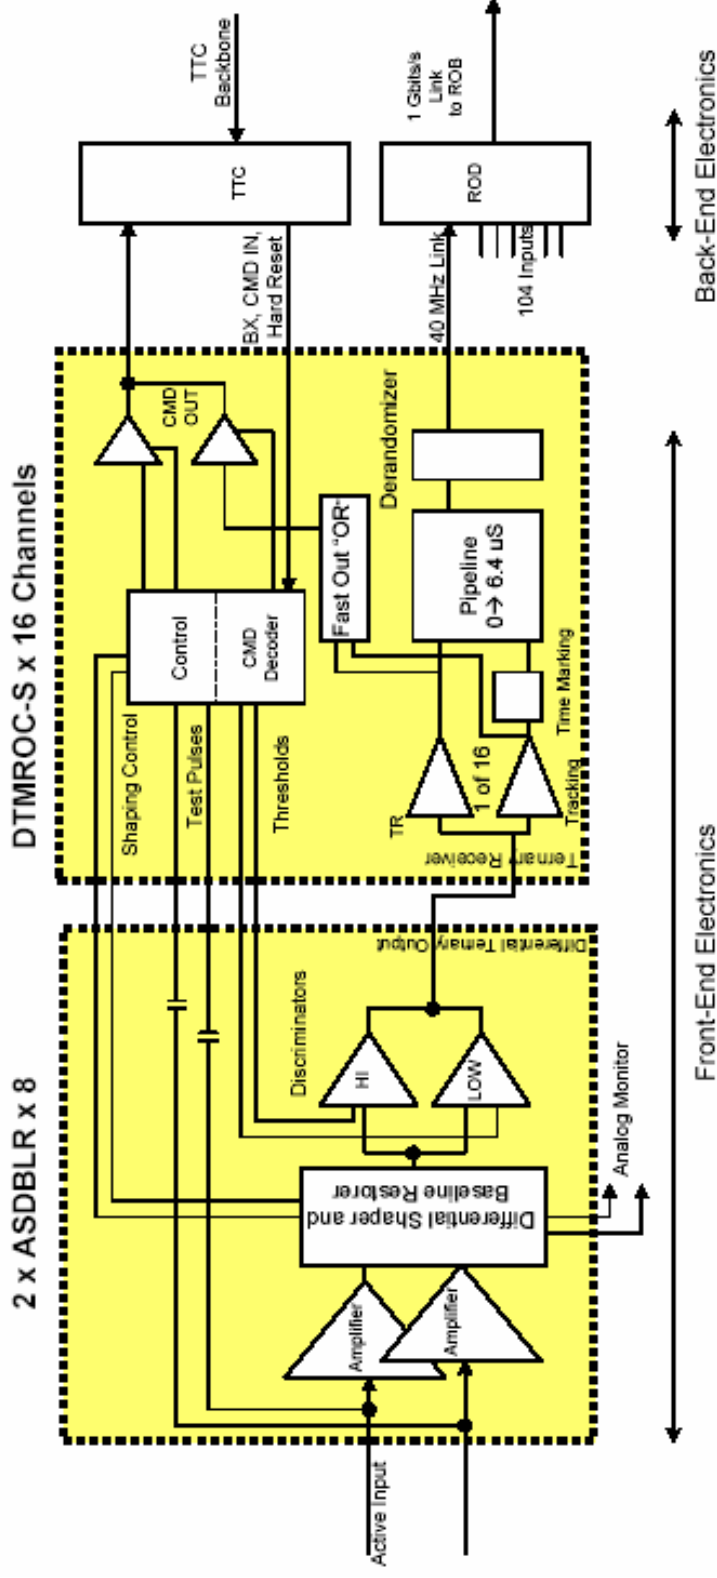 2 x ASDBLR x 8
DTMROC-S x 16 Channels
TTC
Backbone
TTC
BX, CMD IN,
Hard Reset
1 Gbits/s
Link
to ROB
ROD
40 MHz Link
104 Inputs
Back-End Electronics
CMD
OUT
Control
CMD
Decoder
Shaping Control
Test Pulses
Thresholds
Fast Out "OR"
Derandomizer
Pipeline
0→ 6.4 uS
Time Marking
TR
1 of 16
Tracking
Ternary Receiver
Differential Ternary Output
Discriminators
HI
LOW
Differential Shaper and
Baseline Restorer
Amplifier
Amplifier
Active Input
Analog Monitor
Front-End Electronics